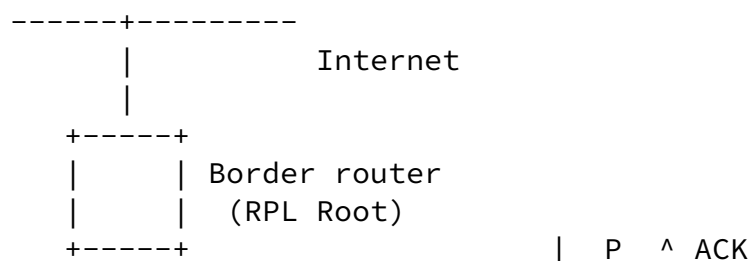 ------+---------
      |          Internet
      |
   +-----+
   |     | Border router
   |     |  (RPL Root)
   +-----+                    |  P  ^ ACK